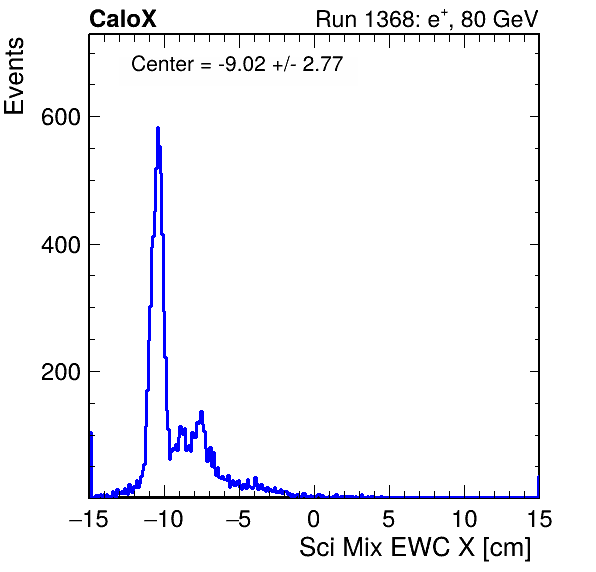 CaloX Run 1368: e⁺, 80 GeV
Center = -9.02 +/- 2.77
Events
600
400
200
−15 −10 −5 0 5 10 15
Sci Mix EWC X [cm]